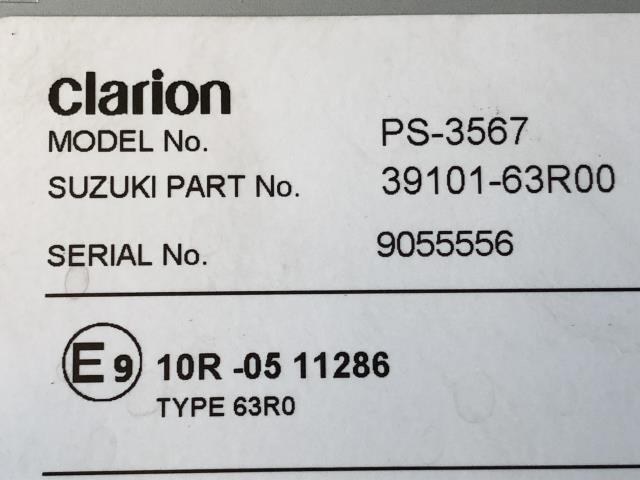 clarion
MODEL No. PS-3567
SUZUKI PART No. 39101-63R00
SERIAL No. 9055556
E9 10R -05 11286
TYPE 63R0